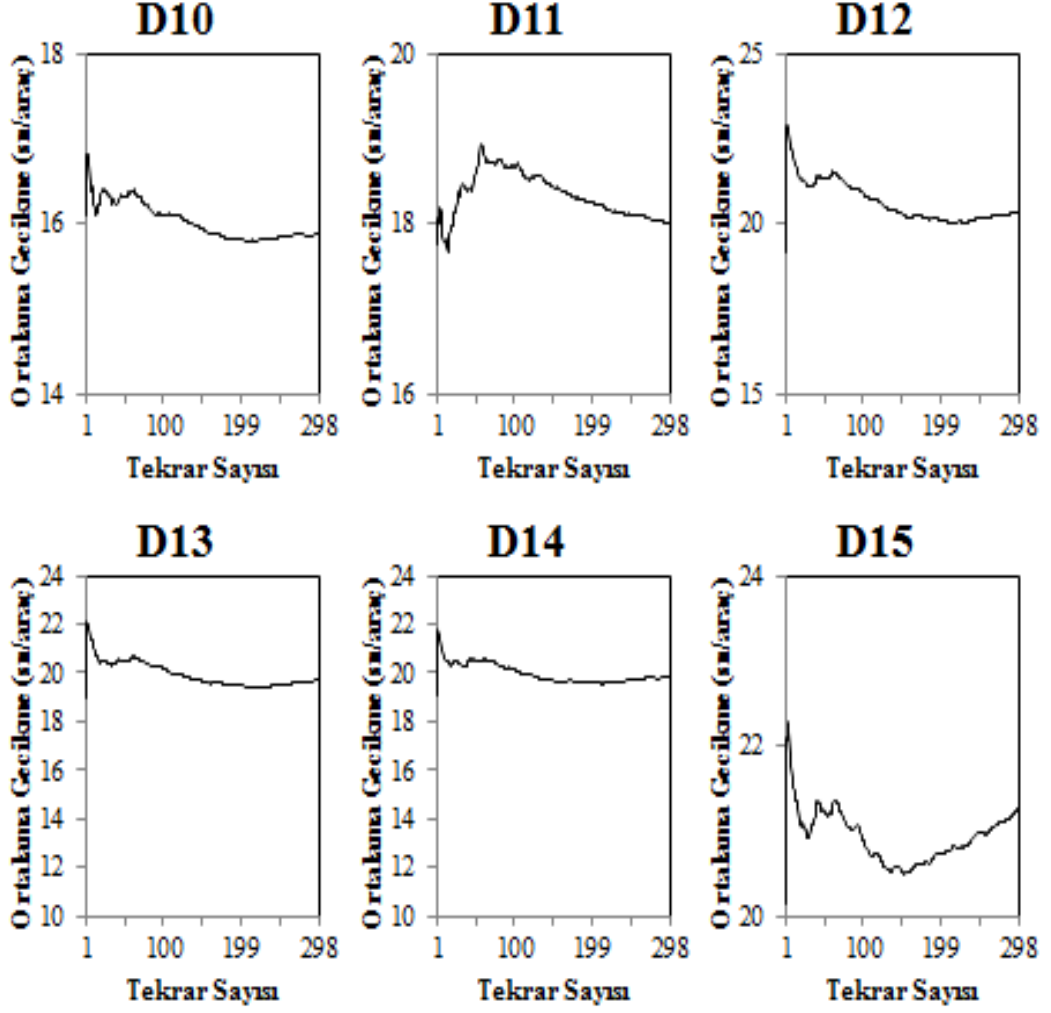 D10 D11 D12
Ortalama Gecikme (sn/araç) Ortalama Gecikme (sn/araç) Ortalama Gecikme (sn/araç)
18 20 25
16 18 20
14 16 15
1 100 199 298 1 100 199 298 1 100 199 298
Tekrar Sayısı Tekrar Sayısı Tekrar Sayısı
D13 D14 D15
Ortalama Gecikme (sn/araç) Ortalama Gecikme (sn/araç) Ortalama Gecikme (sn/araç)
24 24 24
22 22
20 20
18 18 22
16 16
14 14
12 12
10 10 20
1 100 199 298 1 100 199 298 1 100 199 298
Tekrar Sayısı Tekrar Sayısı Tekrar Sayısı